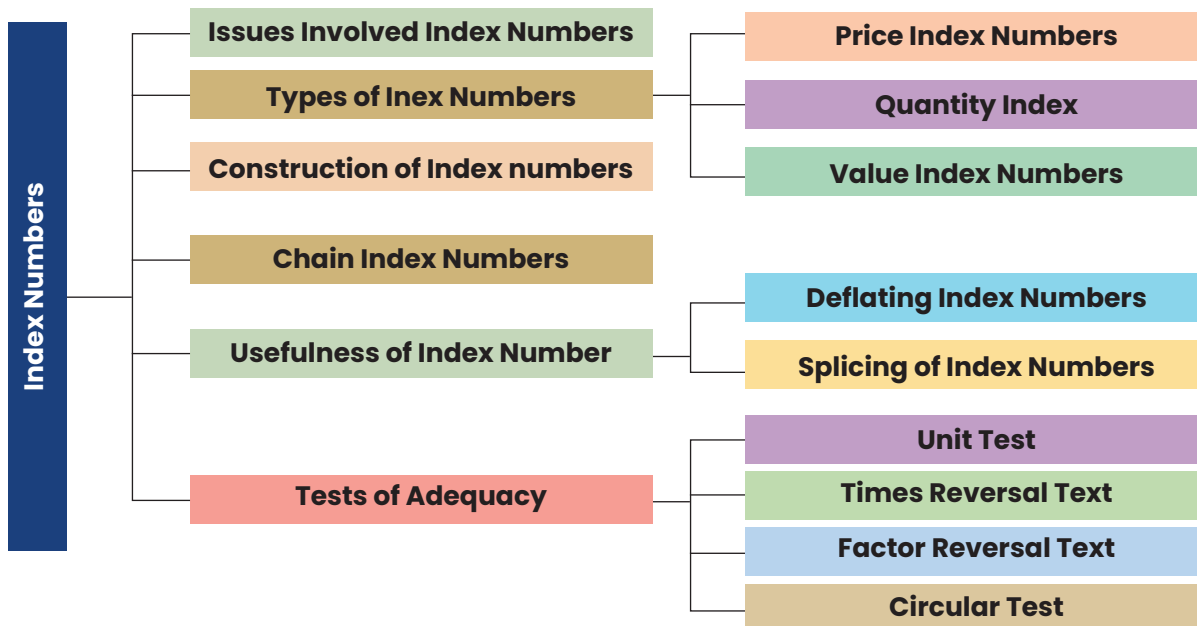 Index Numbers
Issues Involved Index Numbers
Types of Inex Numbers
Price Index Numbers
Quantity Index
Value Index Numbers
Construction of Index numbers
Chain Index Numbers
Usefulness of Index Number
Deflating Index Numbers
Splicing of Index Numbers
Tests of Adequacy
Unit Test
Times Reversal Text
Factor Reversal Text
Circular Test